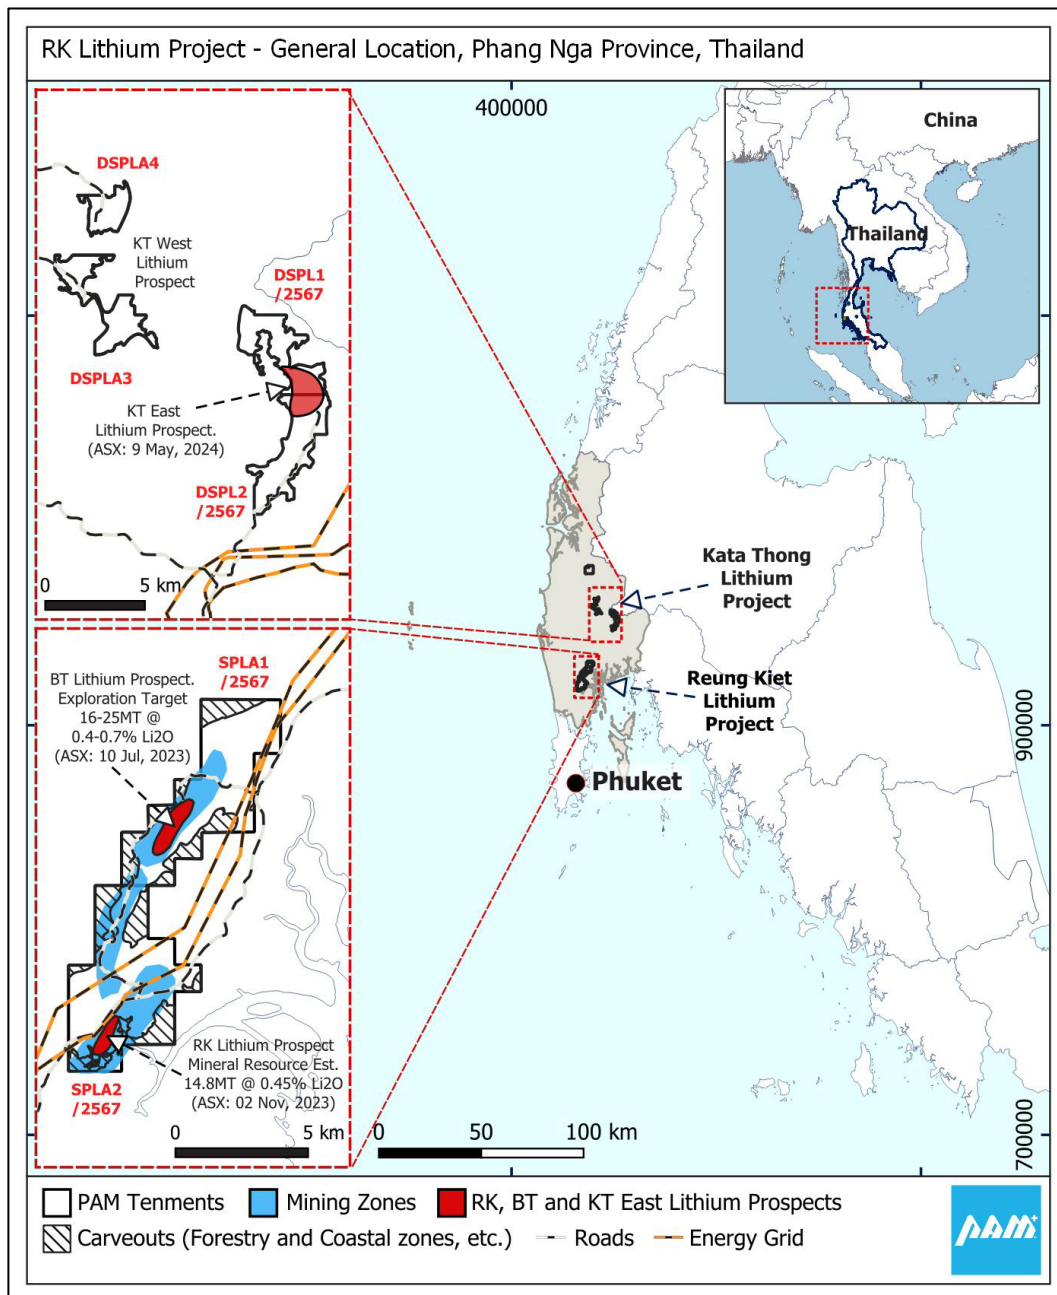 RK Lithium Project - General Location, Phang Nga Province, Thailand
400000
China
Thailand
DSPLA4
KT West
Lithium
Prospect
DSPL1
/2567
DSPLA3
KT East
Lithium Prospect.
(ASX: 9 May, 2024)
DSPL2
/2567
0 5 km
Kata Thong
Lithium
Project
Reung Kiet
Lithium
Project
Phuket
900000
700000
SPLA1
/2567
BT Lithium Prospect.
Exploration Target
16-25MT @
0.4-0.7% Li2O
(ASX: 10 Jul, 2023)
RK Lithium Prospect
Mineral Resource Est.
14.8MT @ 0.45% Li2O
(ASX: 02 Nov, 2023)
SPLA2
/2567
0 5 km
0 50 100 km
PAM Tenments Mining Zones RK, BT and KT East Lithium Prospects
Carveouts (Forestry and Coastal zones, etc.) Roads Energy Grid
PAM